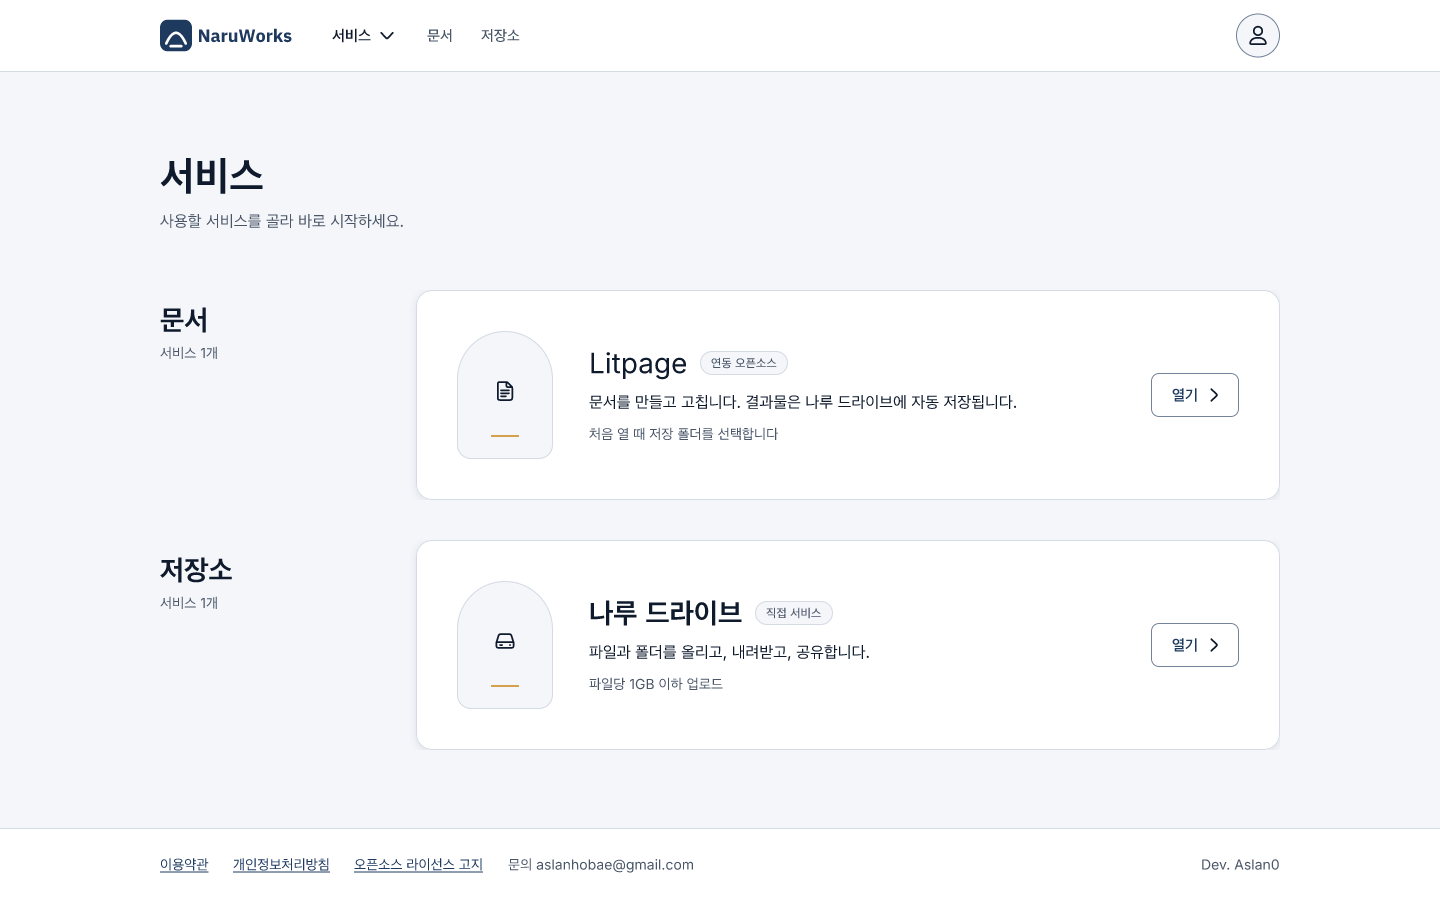 NaruWorks
서비스
문서
저장소
서비스
사용할 서비스를 골라 바로 시작하세요.
문서
서비스 1개
Litpage
연동 오픈소스
문서를 만들고 고칩니다. 결과물은 나루 드라이브에 자동 저장됩니다.
처음 열 때 저장 폴더를 선택합니다
열기
저장소
서비스 1개
나루 드라이브
직접 서비스
파일과 폴더를 올리고, 내려받고, 공유합니다.
파일당 1GB 이하 업로드
열기
이용약관
개인정보처리방침
오픈소스 라이선스 고지
문의 aslanhobae@gmail.com
Dev. Aslan0